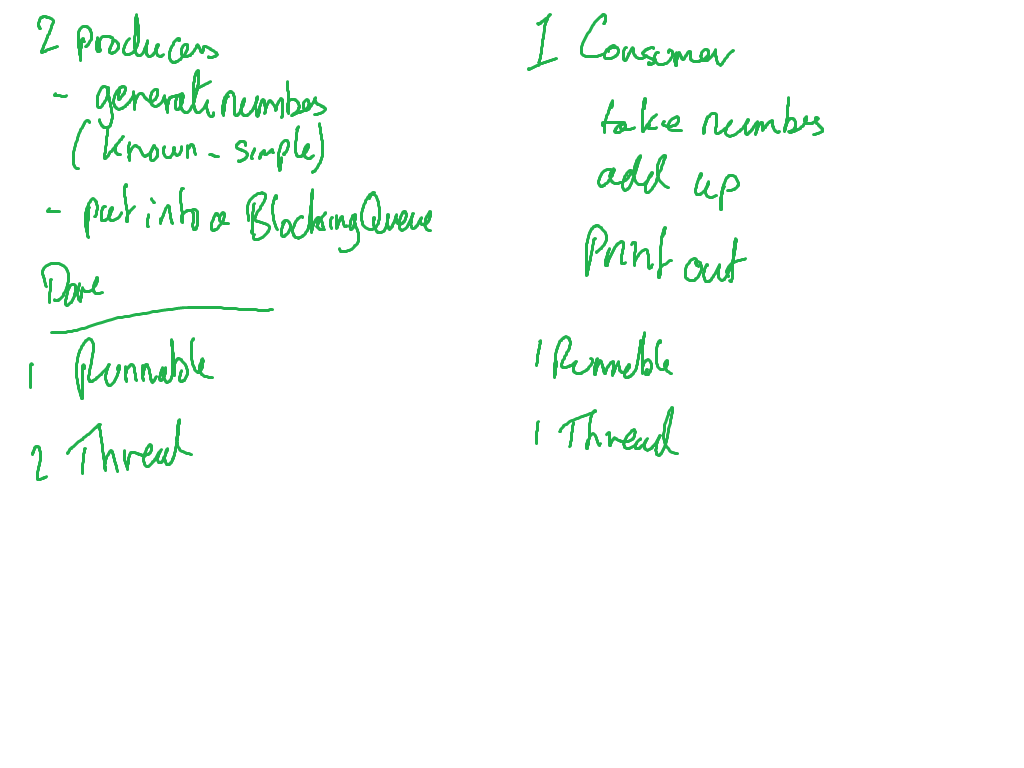 2 Producers
- generate numbers
(known - simple)
- put into a BlockingQueue
Done
1 Runnable
2 Thread
1 Consumer
take numbers
add up
Print out
1 Runnable
1 Thread